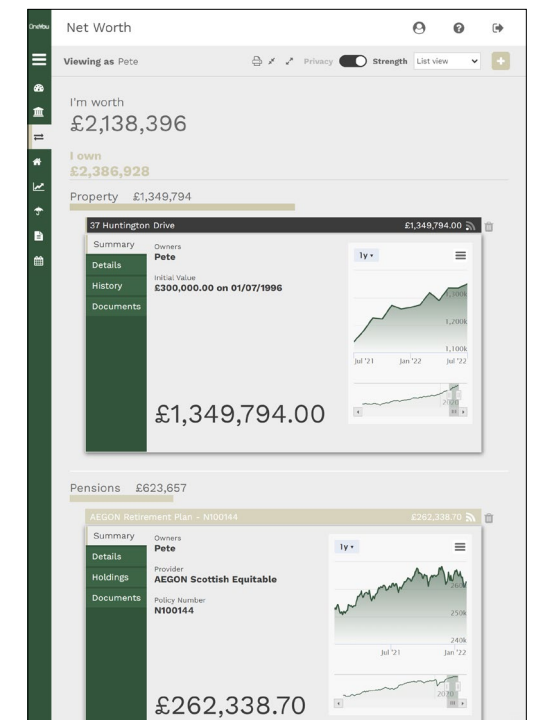 OneYou
Net Worth
Viewing as Pete
Privacy
Strength
List view
I'm worth
£2,138,396
I own
£2,386,928
Property £1,349,794
37 Huntington Drive £1,349,794.00
Summary
Details
History
Documents
Owners
Pete
Initial Value
£300,000.00 on 01/07/1996
£1,349,794.00
1y
1,300k
1,200k
1,100k
Jul '21 Jan '22 Jul '22
2020
Pensions £623,657
AEGON Retirement Plan - N100144 £262,338.70
Summary
Details
Holdings
Documents
Owners
Pete
Provider
AEGON Scottish Equitable
Policy Number
N100144
£262,338.70
1y
260k
250k
240k
Jul '21 Jan '22
2020